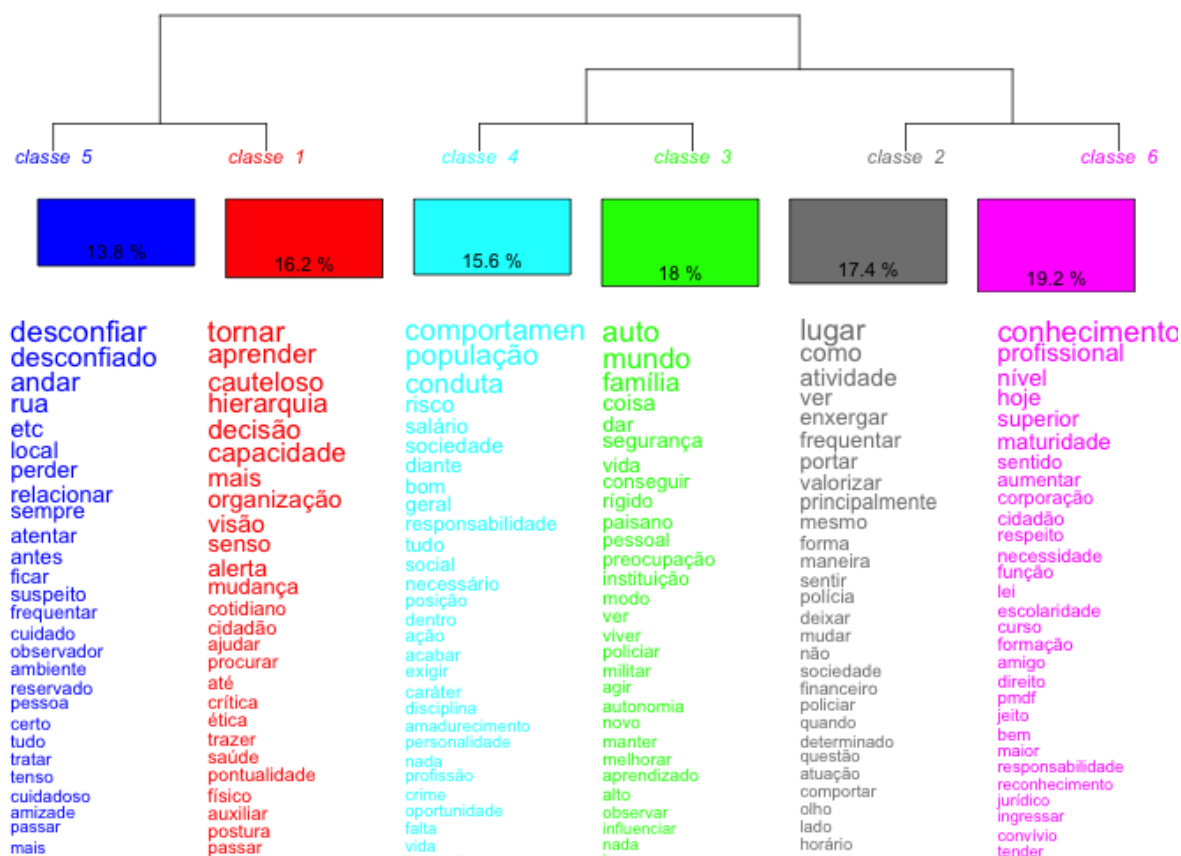 classe 5
classe 1
classe 4
classe 3
classe 2
classe 6
13.8 %
16.2 %
15.6 %
18 %
17.4 %
19.2 %
desconfiar
desconfiado
andar
rua
etc
local
perder
relacionar
sempre
atentar
antes
ficar
suspeito
frequentar
cuidado
observador
ambiente
reservado
pessoa
certo
tudo
tratar
tenso
cuidadoso
amizade
passar
mais
tornar
aprender
cauteloso
hierarquia
decisão
capacidade
mais
organização
visão
senso
alerta
mudança
cotidiano
cidadão
ajudar
procurar
até
crítica
ética
trazer
saúde
pontualidade
físico
auxiliar
postura
passar
comportamen
população
conduta
risco
salário
sociedade
diante
bom
geral
responsabilidade
tudo
social
necessário
posição
dentro
ação
acabar
exigir
caráter
disciplina
amadurecimento
personalidade
nada
profissão
crime
oportunidade
falta
vida
auto
mundo
família
coisa
dar
segurança
vida
conseguir
rígido
paisano
pessoal
preocupação
instituição
modo
ver
viver
policiar
militar
agir
autonomia
novo
manter
melhorar
aprendizado
alto
observar
influenciar
nada
lugar
como
atividade
ver
enxergar
frequentar
portar
valorizar
principalmente
mesmo
forma
maneira
sentir
polícia
deixar
mudar
não
sociedade
financeiro
policiar
quando
determinado
questão
atuação
comportar
olho
lado
horário
conhecimento
profissional
nível
hoje
superior
maturidade
sentido
aumentar
corporação
cidadão
respeito
necessidade
função
lei
escolaridade
curso
formação
amigo
direito
pmdf
jeito
bem
maior
responsabilidade
reconhecimento
jurídico
ingressar
convívio
tender